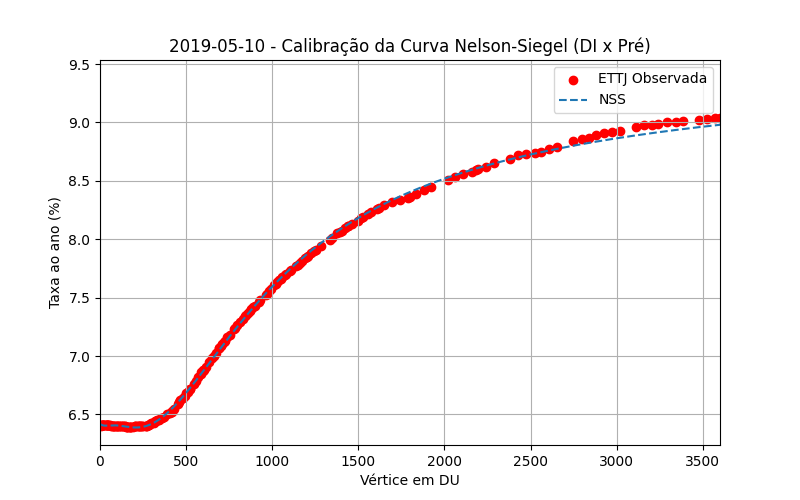 2019-05-10 - Calibração da Curva Nelson-Siegel (DI x Pré)
ETTJ Observada
NSS
Taxa ao ano (%)
9.5
9.0
8.5
8.0
7.5
7.0
6.5
0 500 1000 1500 2000 2500 3000 3500
Vértice em DU